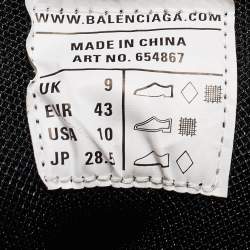 WWW.BALENCIAGA.COM
MADE IN CHINA
ART NO. 654867
UK 9
EUR 43
USA 10
JP 28.5